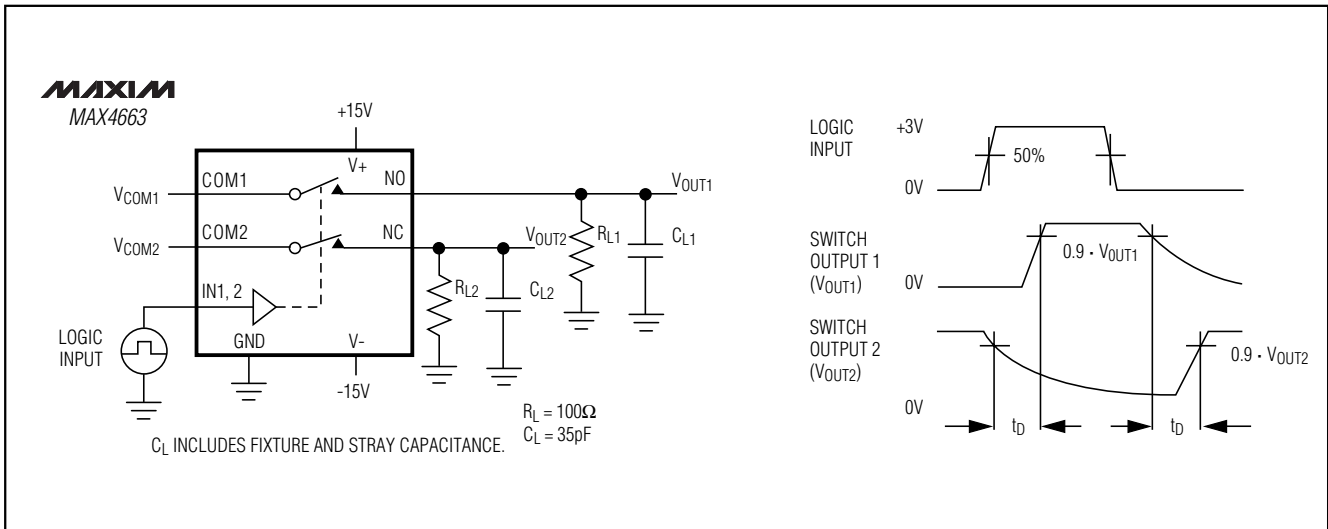 MAXIM
MAX4663
+15V
V+
COM1
NO
VCOM1
VOUT1
COM2
NC
VCOM2
VOUT2
RL1
CL1
IN1, 2
RL2
CL2
LOGIC
INPUT
GND
V-
-15V
RL = 100Ω
CL = 35pF
CL INCLUDES FIXTURE AND STRAY CAPACITANCE.
LOGIC
INPUT
+3V
50%
0V
SWITCH
OUTPUT 1
(VOUT1)
0V
0.9 · VOUT1
SWITCH
OUTPUT 2
(VOUT2)
0V
0.9 · VOUT2
tD
tD